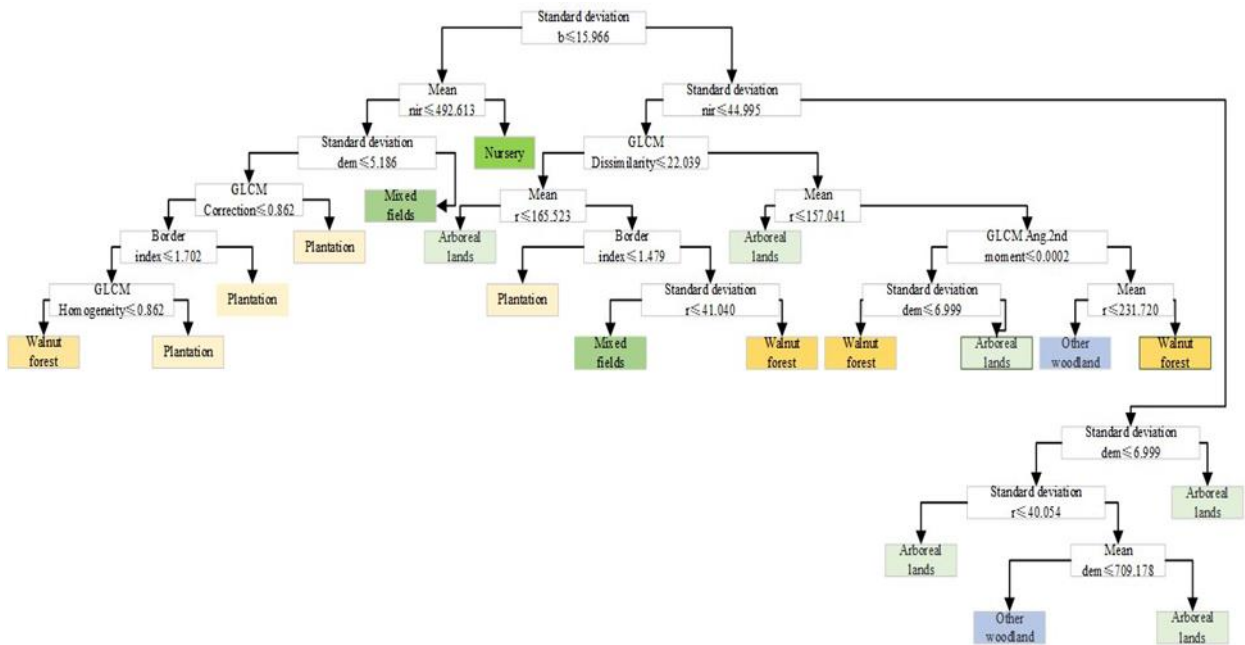 Standard deviation
b≤15.966
Mean
nir≤492.613
Standard deviation
nir≤44.995
Standard deviation
dem≤5.186
Nursery
GLCM
Dissimilarity≤22.039
GLCM
Correction≤0.862
Mixed
fields
Mean
r≤165.523
Mean
r≤157.041
Border
index≤1.702
Plantation
Arboreal
lands
Border
index≤1.479
Arboreal
lands
GLCM Ang.2nd
moment≤0.0002
GLCM
Homogeneity≤0.862
Plantation
Plantation
Standard deviation
r≤41.040
Standard deviation
dem≤6.999
Mean
r≤231.720
Walnut
forest
Plantation
Mixed
fields
Walnut
forest
Walnut
forest
Arboreal
lands
Other
woodland
Walnut
forest
Standard deviation
dem≤6.999
Standard deviation
r≤40.054
Arboreal
lands
Arboreal
lands
Mean
dem≤709.178
Other
woodland
Arboreal
lands